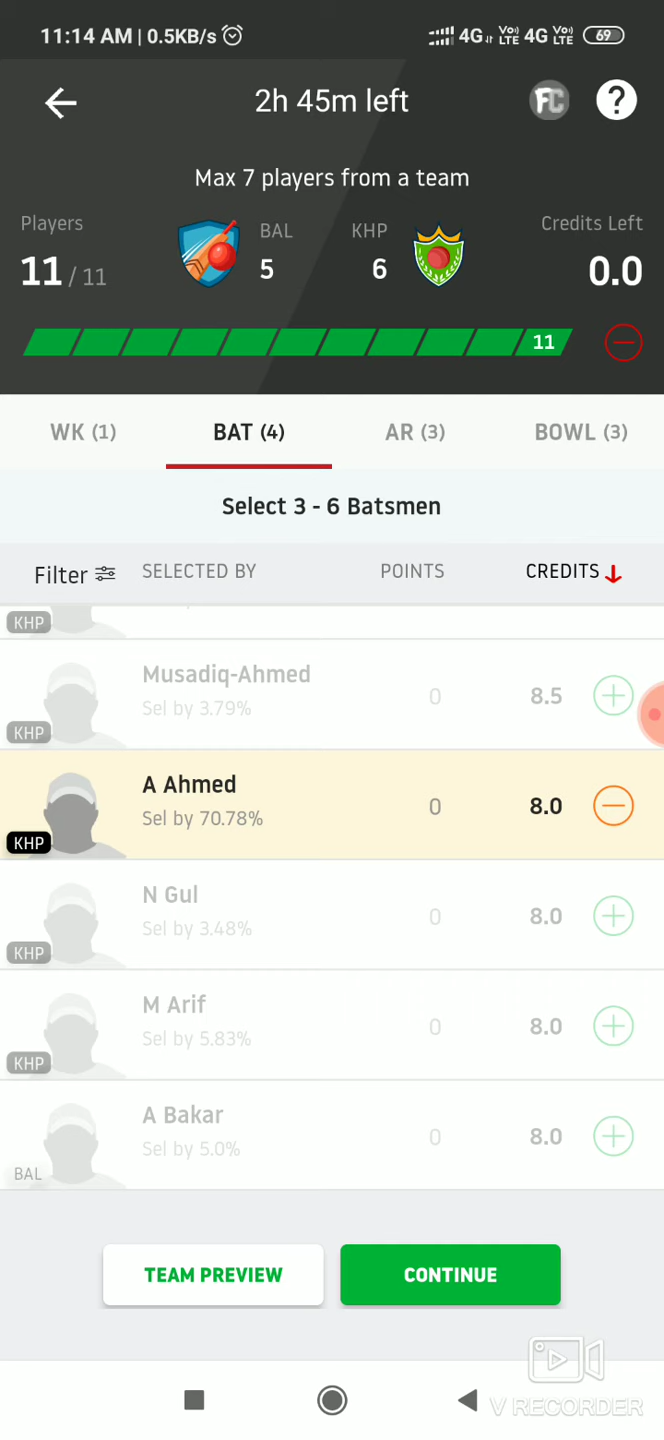 11:14 AM | 0.5KB/s
4G Vo) LTE 4G Vo) LTE 69
2h 45m left
FC ?
Max 7 players from a team
Players
BAL
KHP
Credits Left
11 / 11
5
6
0.0
11
WK (1)
BAT (4)
AR (3)
BOWL (3)
Select 3 - 6 Batsmen
Filter
SELECTED BY
POINTS
CREDITS
KHP
Musadiq-Ahmed
Sel by 3.79%
0
8.5
KHP
A Ahmed
Sel by 70.78%
0
8.0
KHP
N Gul
Sel by 3.48%
0
8.0
KHP
M Arif
Sel by 5.83%
0
8.0
KHP
A Bakar
Sel by 5.0%
0
8.0
BAL
TEAM PREVIEW
CONTINUE
V RECORDER